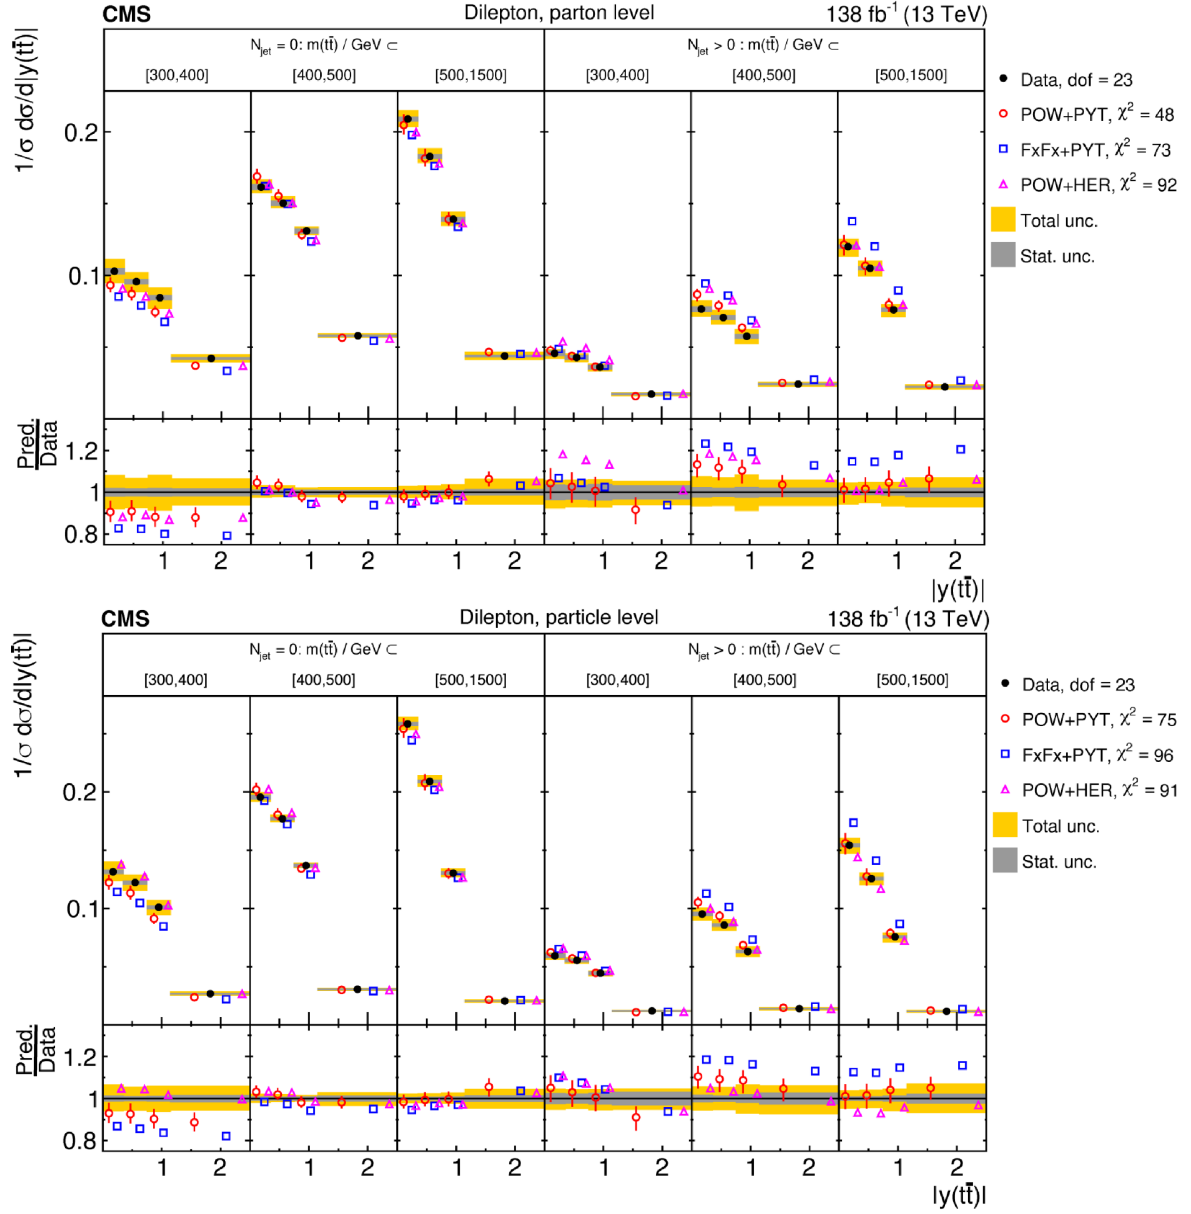 CMS Dilepton, parton level 138 fb⁻¹ (13 TeV)
N_jet = 0: m(tt̄) / GeV ⊂ N_jet > 0 : m(tt̄) / GeV ⊂
[300,400] [400,500] [500,1500] [300,400] [400,500] [500,1500]
1/σ dσ/d|y(tt̄)|
Data, dof = 23
POW+PYT, χ² = 48
FxFx+PYT, χ² = 73
POW+HER, χ² = 92
Total unc.
Stat. unc.
0.2
0.1
Pred.
Data
1.2
1
0.8
1 2 1 2 1 2 1 2 1 2 1 2
|y(tt̄)|
CMS Dilepton, particle level 138 fb⁻¹ (13 TeV)
N_jet = 0: m(tt̄) / GeV ⊂ N_jet > 0 : m(tt̄) / GeV ⊂
[300,400] [400,500] [500,1500] [300,400] [400,500] [500,1500]
1/σ dσ/d|y(tt̄)|
Data, dof = 23
POW+PYT, χ² = 75
FxFx+PYT, χ² = 96
POW+HER, χ² = 91
Total unc.
Stat. unc.
0.2
0.1
Pred.
Data
1.2
1
0.8
1 2 1 2 1 2 1 2 1 2 1 2
|y(tt̄)|